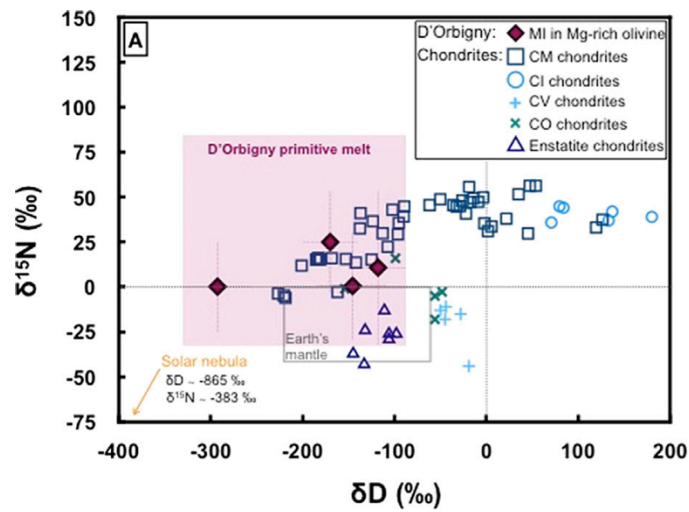 A
D'Orbigny: MI in Mg-rich olivine
Chondrites: CM chondrites
CI chondrites
CV chondrites
CO chondrites
Enstatite chondrites
D'Orbigny primitive melt
Earth's
mantle
Solar nebula
δD ~ -865 ‰
δ¹⁵N ~ -383 ‰
150
125
100
75
50
25
0
-25
-50
-75
δ¹⁵N (‰)
-400 -300 -200 -100 0 100 200
δD (‰)